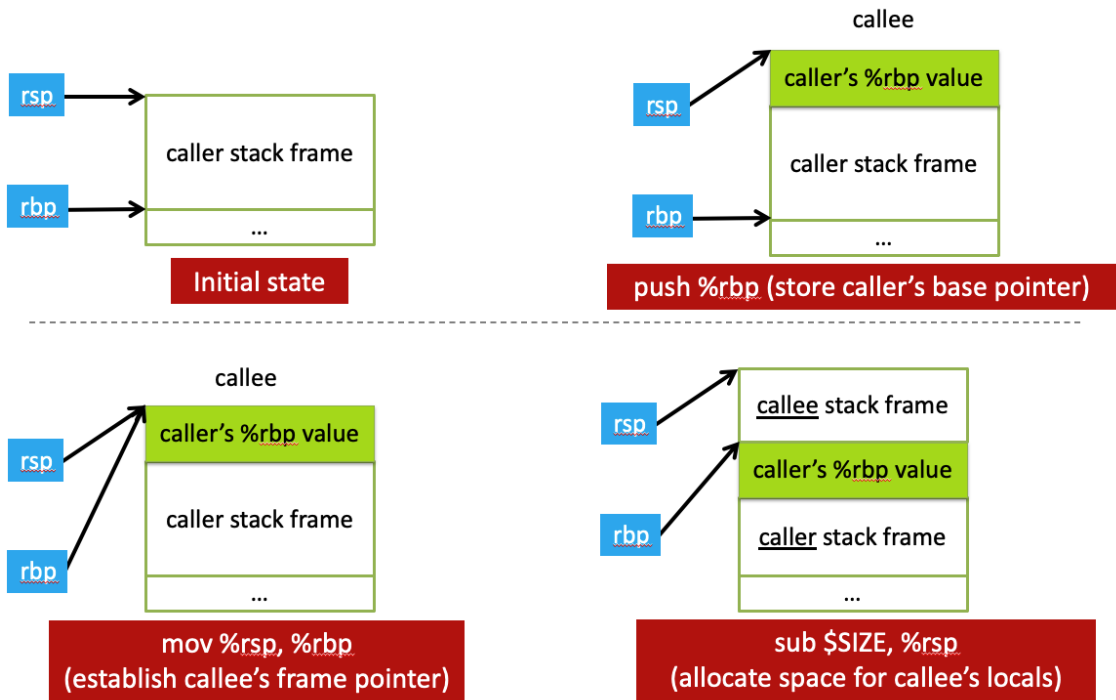 rsp
caller stack frame
rbp
...
Initial state
callee
caller's %rbp value
rsp
caller stack frame
rbp
...
push %rbp (store caller's base pointer)
callee
caller's %rbp value
rsp
caller stack frame
rbp
...
mov %rsp, %rbp
(establish callee's frame pointer)
callee stack frame
rsp
caller's %rbp value
rbp
caller stack frame
...
sub $SIZE, %rsp
(allocate space for callee's locals)